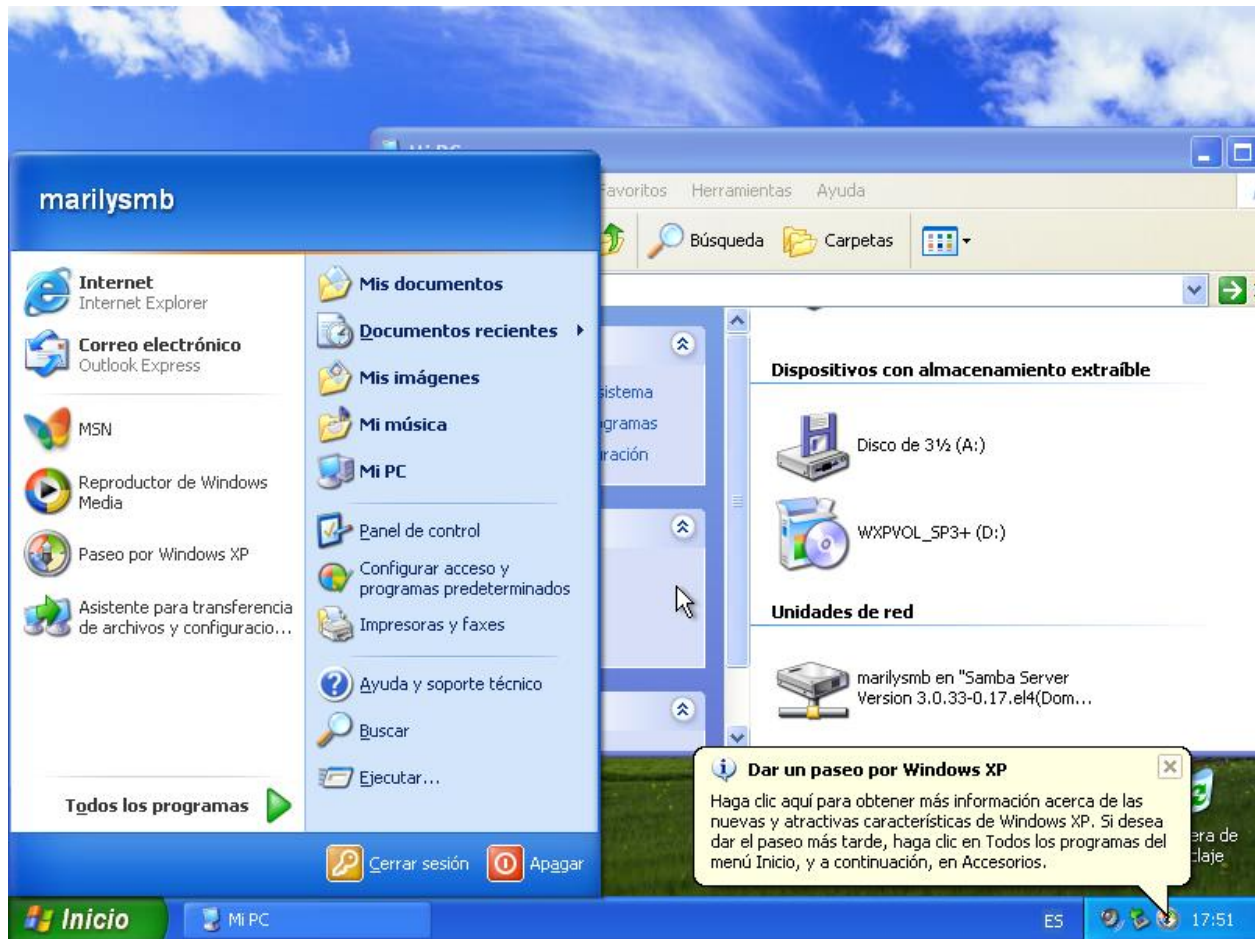 Mi PC
marilysmb
Favoritos Herramientas Ayuda
Búsqueda Carpetas
Internet
Internet Explorer
Correo electrónico
Outlook Express
MSN
Reproductor de Windows
Media
Paseo por Windows XP
Asistente para transferencia
de archivos y configuracio...
Todos los programas
Mis documentos
Documentos recientes
Mis imágenes
Mi música
Mi PC
Panel de control
Configurar acceso y
programas predeterminados
Impresoras y faxes
Ayuda y soporte técnico
Buscar
Ejecutar...
Cerrar sesión Apagar
sistema
gramas
ración
Dispositivos con almacenamiento extraíble
Disco de 3½ (A:)
WXPVOL_SP3+ (D:)
Unidades de red
marilysmb en "Samba Server
Version 3.0.33-0.17.el4(Dom...
Dar un paseo por Windows XP
Haga clic aquí para obtener más información acerca de las
nuevas y atractivas características de Windows XP. Si desea
dar el paseo más tarde, haga clic en Todos los programas del
menú Inicio, y a continuación, en Accesorios.
era de
claje
Inicio Mi PC ES 17:51